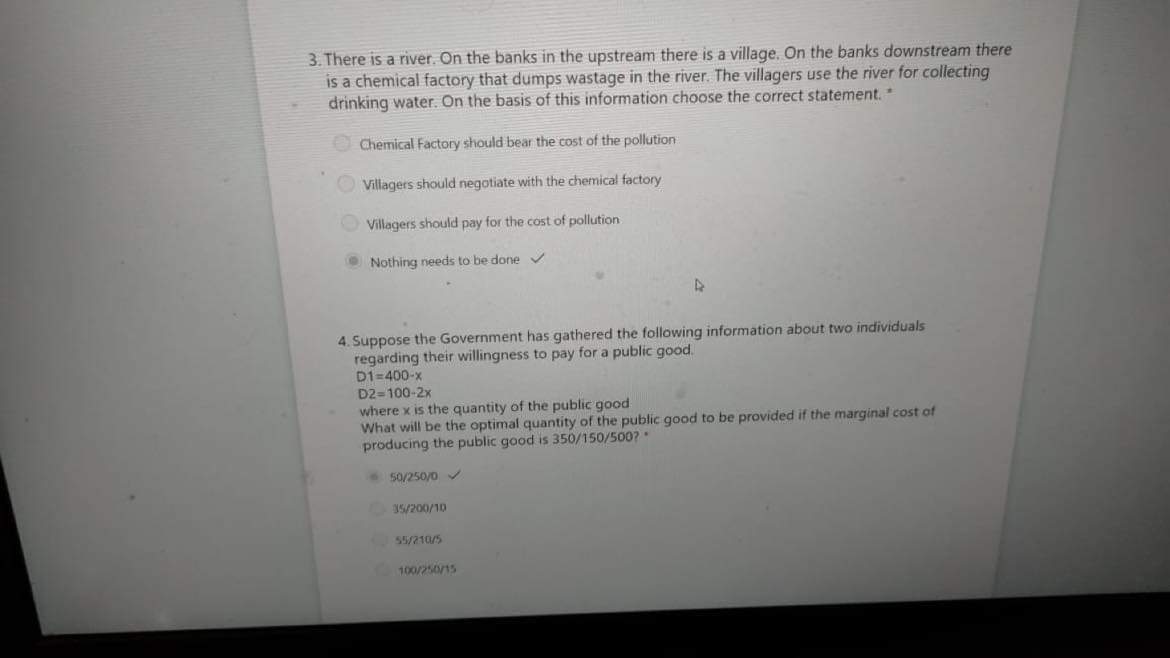 3. There is a river. On the banks in the upstream there is a village. On the banks downstream there
is a chemical factory that dumps wastage in the river. The villagers use the river for collecting
drinking water. On the basis of this information choose the correct statement. *
Chemical Factory should bear the cost of the pollution
Villagers should negotiate with the chemical factory
Villagers should pay for the cost of pollution
Nothing needs to be done ✓
4. Suppose the Government has gathered the following information about two individuals
regarding their willingness to pay for a public good.
D1=400-x
D2=100-2x
where x is the quantity of the public good
What will be the optimal quantity of the public good to be provided if the marginal cost of
producing the public good is 350/150/500? *
50/250/0 ✓
35/200/10
55/210/5
100/250/15